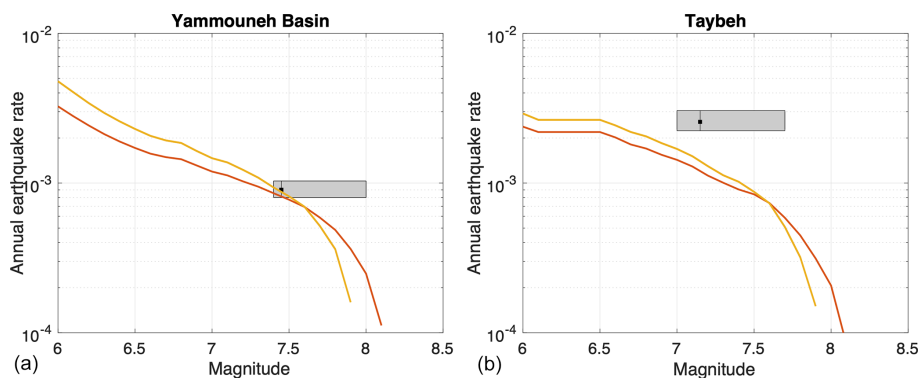 Yammouneh Basin
10^-2
10^-3
10^-4
Annual earthquake rate
6 6.5 7 7.5 8 8.5
Magnitude
(a)
Taybeh
10^-2
10^-3
10^-4
Annual earthquake rate
6 6.5 7 7.5 8 8.5
Magnitude
(b)